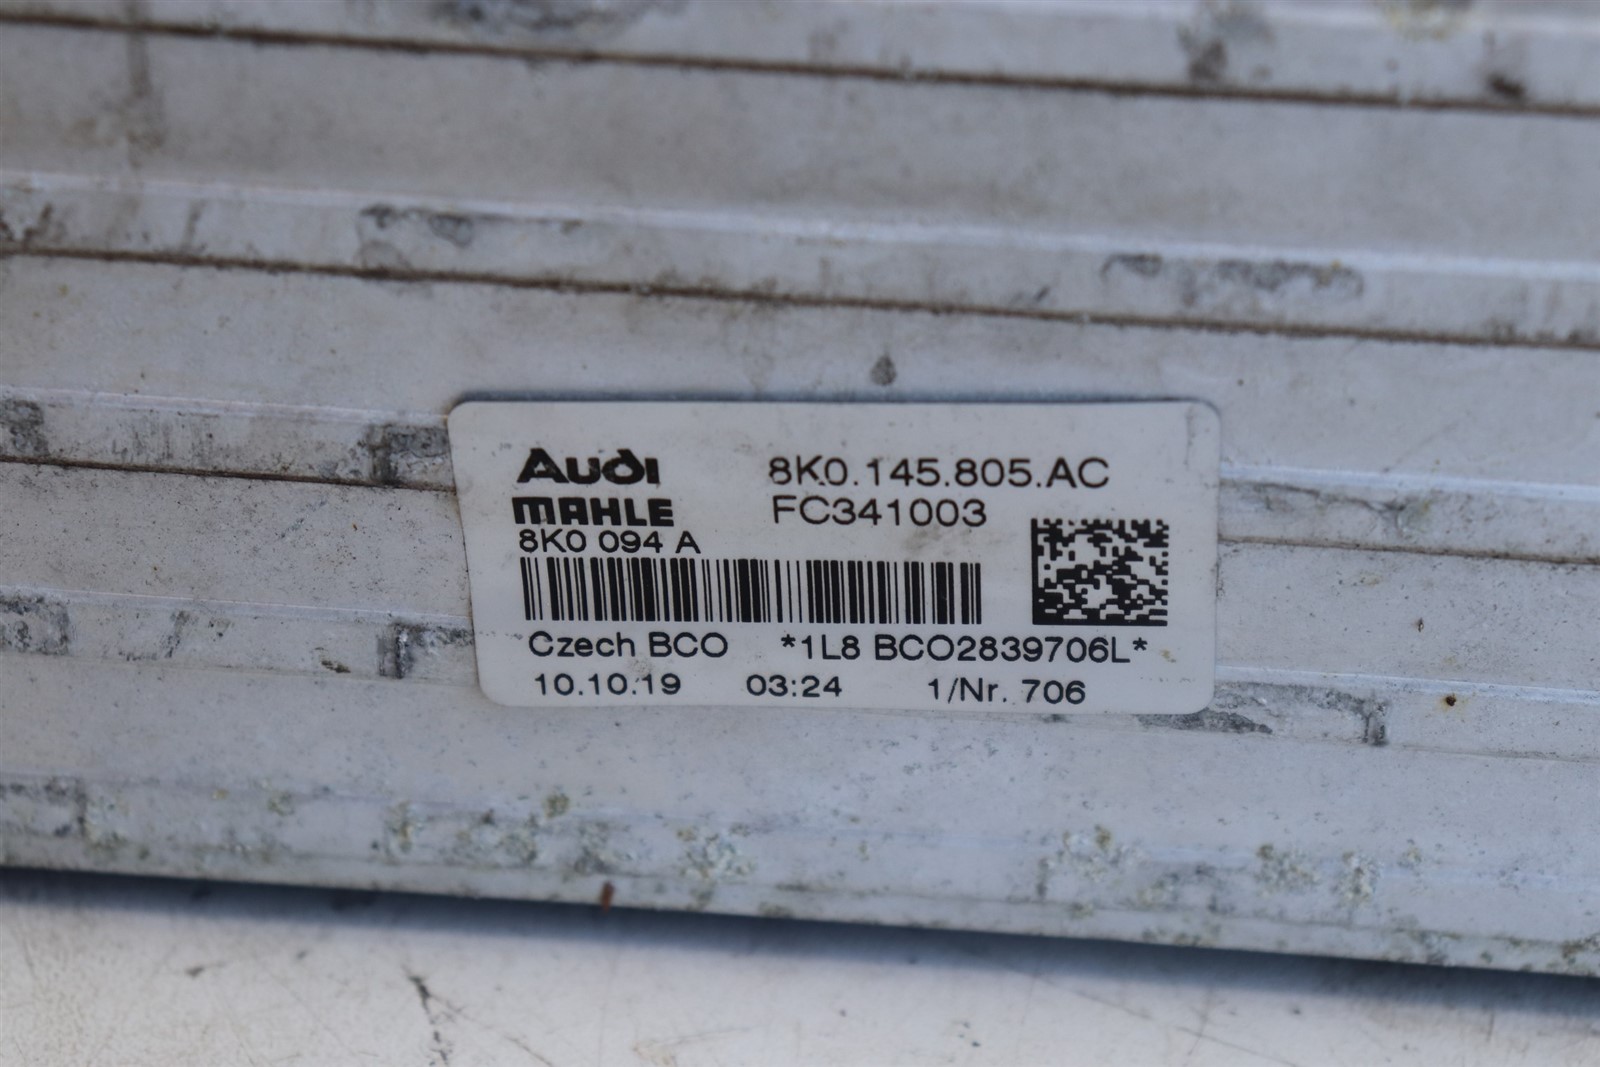 Audi 8K0.145.805.AC
MAHLE FC341003
8K0 094 A
Czech BCO *1L8 BCO2839706L*
10.10.19 03:24 1/Nr. 706